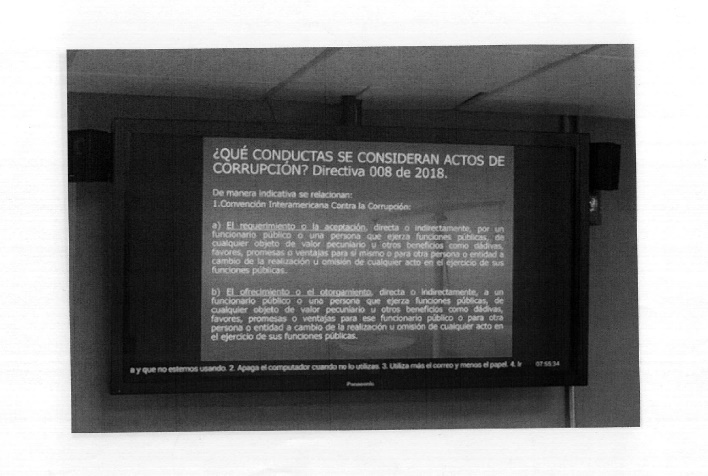 ¿QUÉ CONDUCTAS SE CONSIDERAN ACTOS DE
CORRUPCIÓN? Directiva 008 de 2018.
De manera indicativa se relacionan:
1.Convención Interamericana Contra la Corrupción:
a) El requerimiento o la aceptación, directa o indirectamente, por un
funcionario público o una persona que ejerza funciones públicas, de
cualquier objeto de valor pecuniario u otros beneficios como dádivas,
favores, promesas o ventajas para sí mismo o para otra persona o entidad a
cambio de la realización u omisión de cualquier acto en el ejercicio de sus
funciones públicas.
b) El ofrecimiento o el otorgamiento, directa o indirectamente, a un
funcionario público o una persona que ejerza funciones públicas, de
cualquier objeto de valor pecuniario u otros beneficios como dádivas,
favores, promesas o ventajas para ese funcionario público o para otra
persona o entidad a cambio de la realización u omisión de cualquier acto en
el ejercicio de sus funciones públicas.
a y que no estemos usando. 2. Apaga el computador cuando no lo utilizas. 3. Utiliza más el correo y menos el papel. 4. Ir 07:55:34
Panasonic